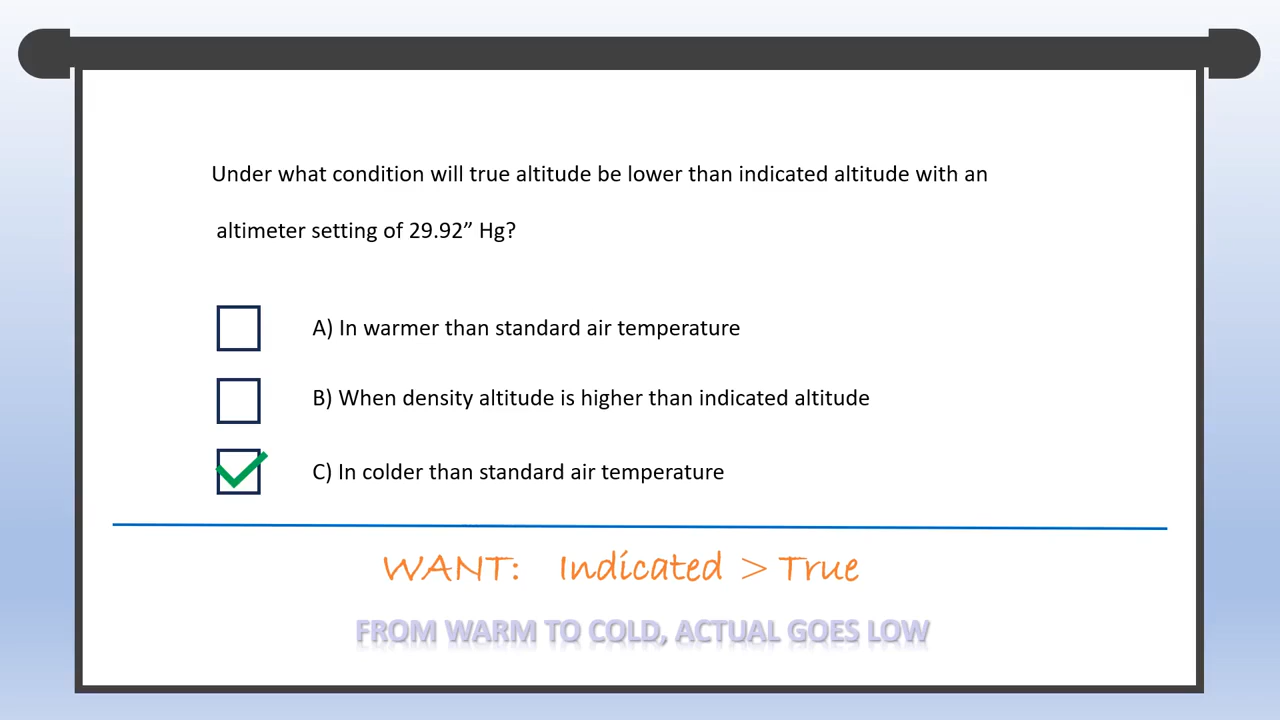 Under what condition will true altitude be lower than indicated altitude with an
altimeter setting of 29.92” Hg?
A) In warmer than standard air temperature
B) When density altitude is higher than indicated altitude
C) In colder than standard air temperature
WANT: Indicated > True
FROM WARM TO COLD, ACTUAL GOES LOW